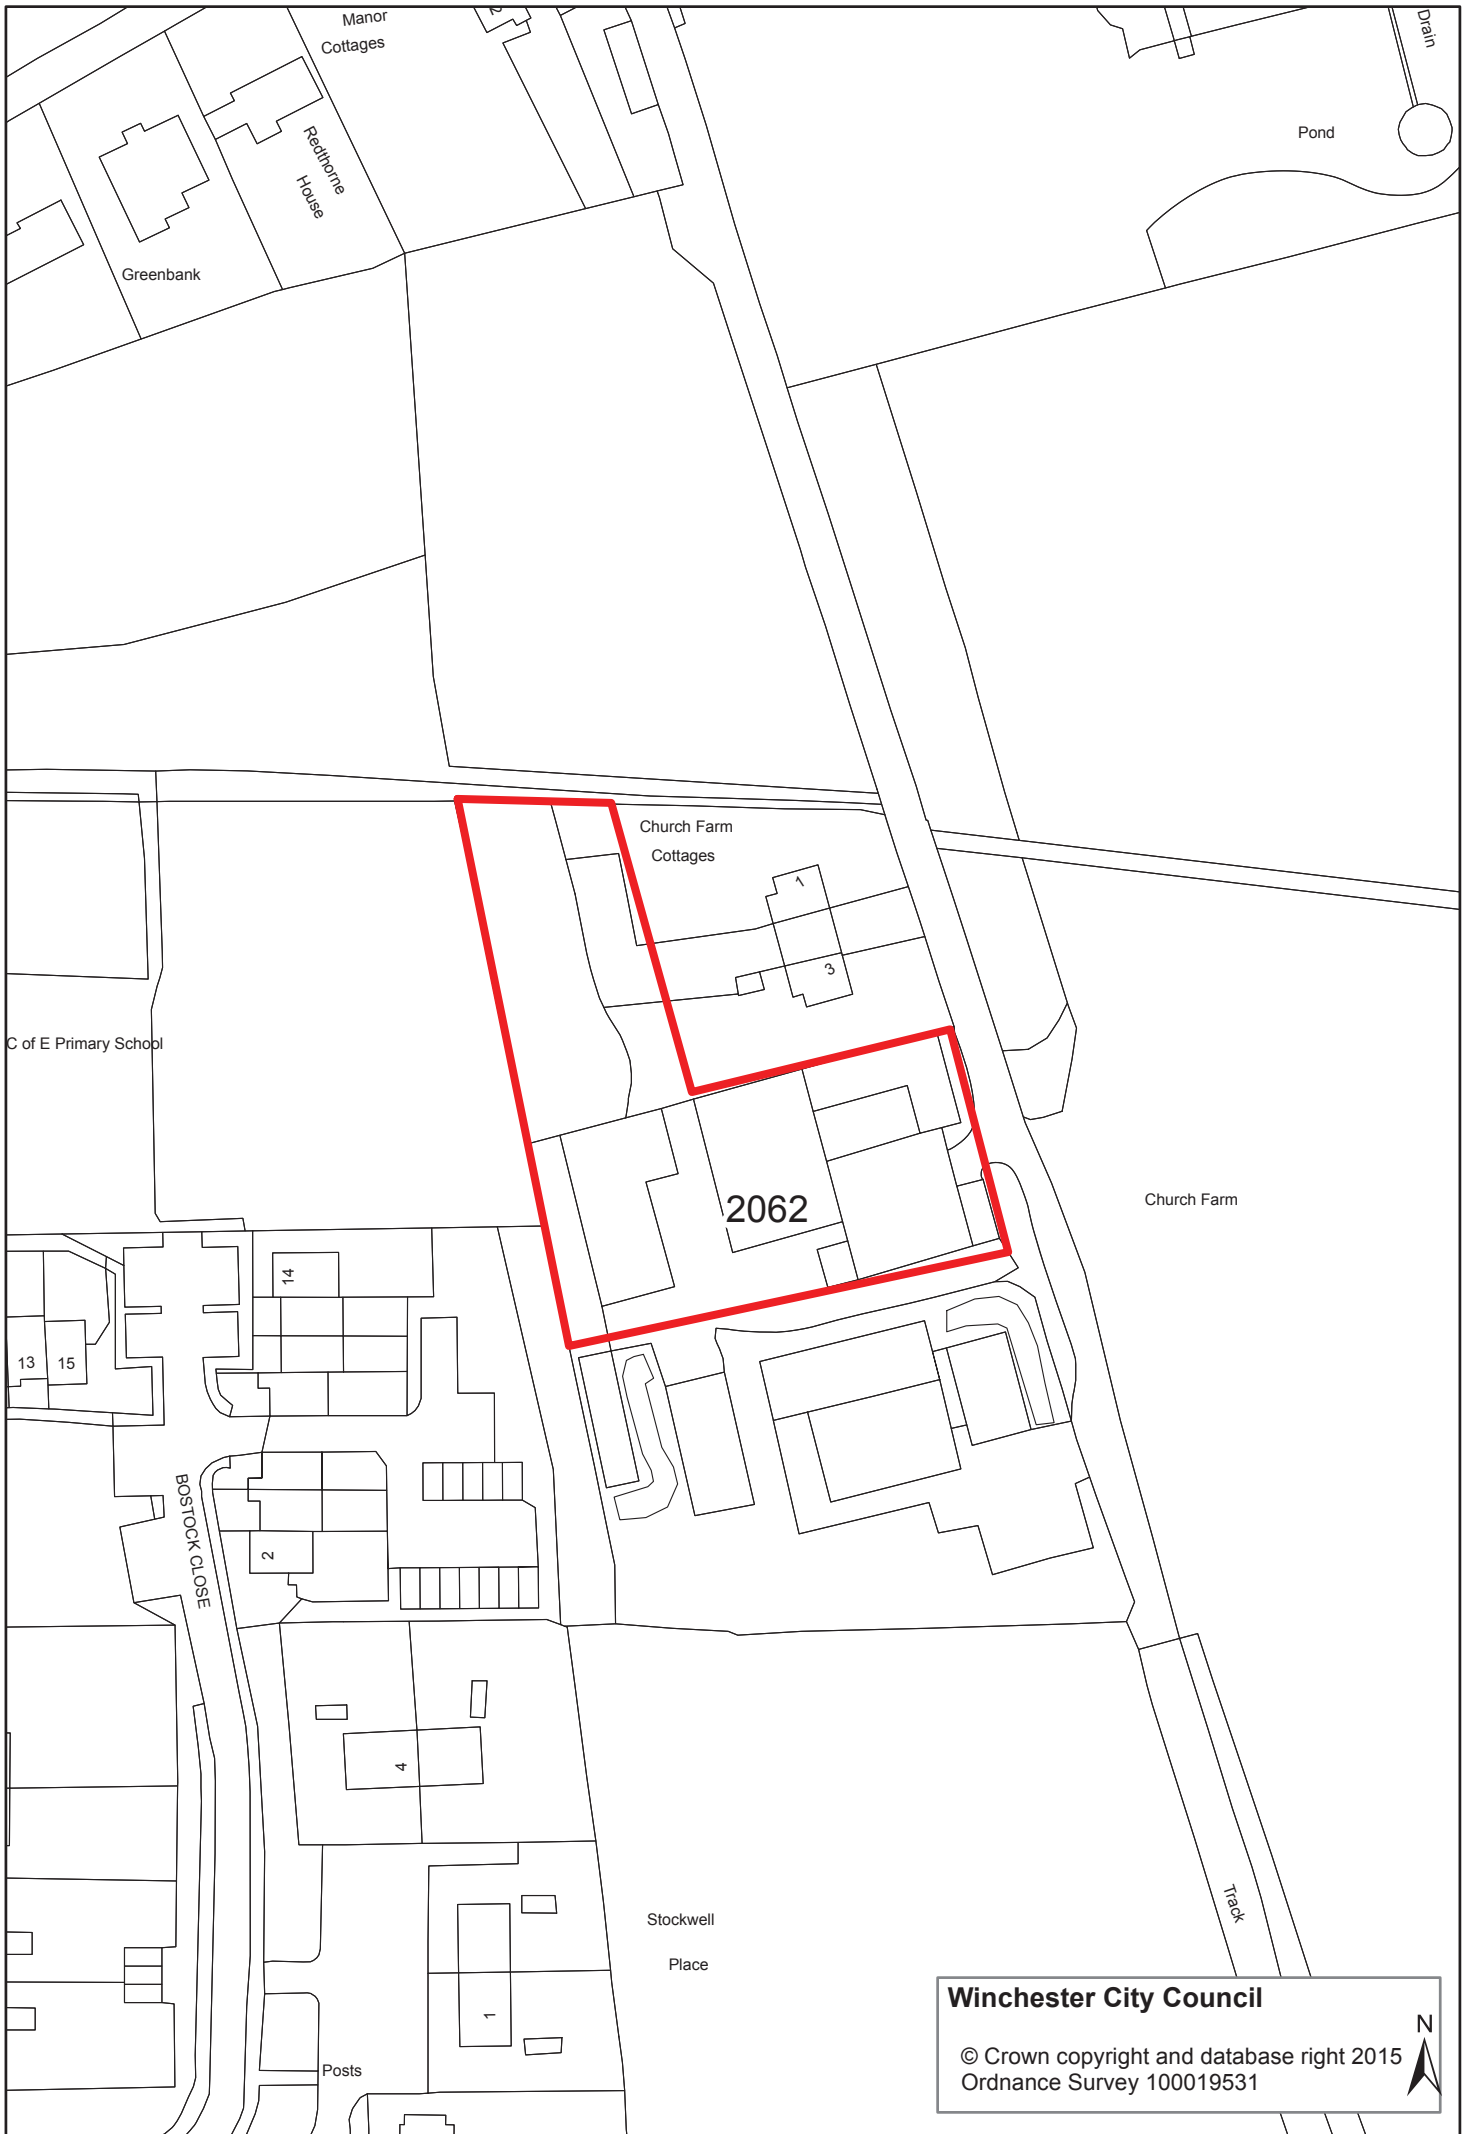 Manor
Cottages
2
Drain
Pond
Redthorne
House
Greenbank
Church Farm
Cottages
1
3
C of E Primary School
2062
Church Farm
14
13
15
BOSTOCK CLOSE
2
4
Track
Stockwell
Place
1
Posts
Winchester City Council
N
© Crown copyright and database right 2015
Ordnance Survey 100019531